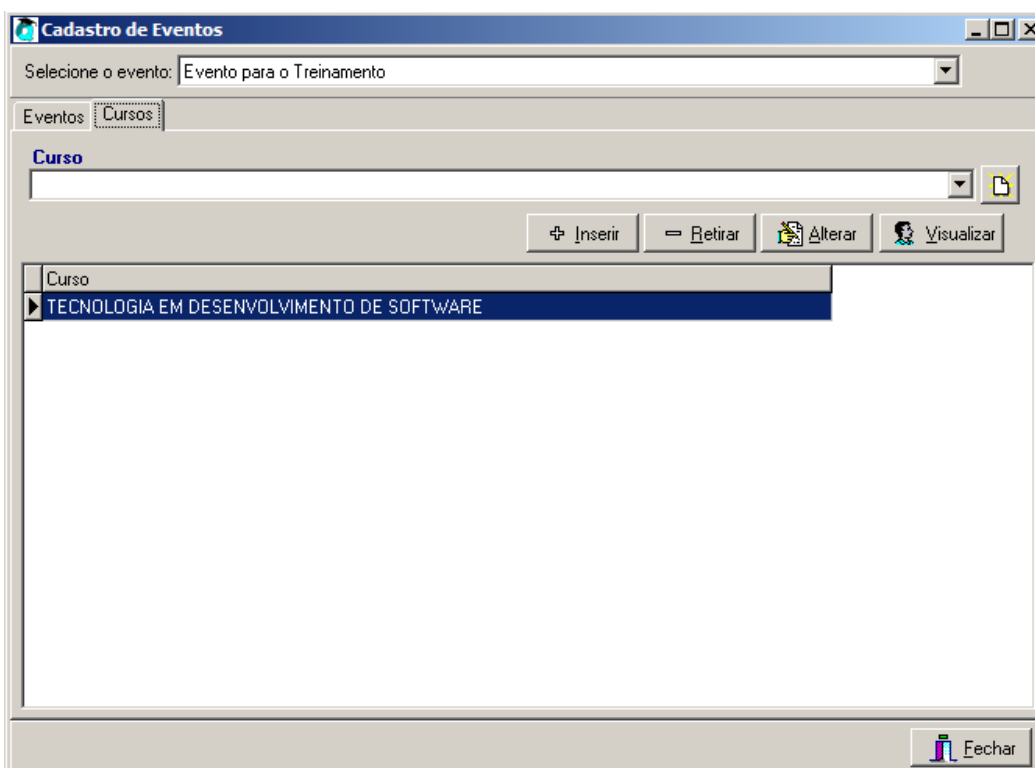 Cadastro de Eventos
Selecione o evento: Evento para o Treinamento
Eventos Cursos
Curso
Inserir Retirar Alterar Visualizar
Curso
TECNOLOGIA EM DESENVOLVIMENTO DE SOFTWARE
Fechar